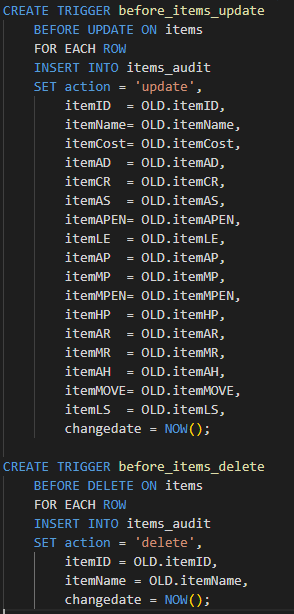 CREATE TRIGGER before_items_update
    BEFORE UPDATE ON items
    FOR EACH ROW
    INSERT INTO items_audit
    SET action = 'update',
        itemID  = OLD.itemID,
        itemName= OLD.itemName,
        itemCost= OLD.itemCost,
        itemAD  = OLD.itemAD,
        itemCR  = OLD.itemCR,
        itemAS  = OLD.itemAS,
        itemAPEN= OLD.itemAPEN,
        itemLE  = OLD.itemLE,
        itemAP  = OLD.itemAP,
        itemMP  = OLD.itemMP,
        itemMPEN= OLD.itemMPEN,
        itemHP  = OLD.itemHP,
        itemAR  = OLD.itemAR,
        itemMR  = OLD.itemMR,
        itemAH  = OLD.itemAH,
        itemMOVE= OLD.itemMOVE,
        itemLS  = OLD.itemLS,
        changedate = NOW();

CREATE TRIGGER before_items_delete
    BEFORE DELETE ON items
    FOR EACH ROW
    INSERT INTO items_audit
    SET action = 'delete',
        itemID = OLD.itemID,
        itemName = OLD.itemName,
        changedate = NOW();